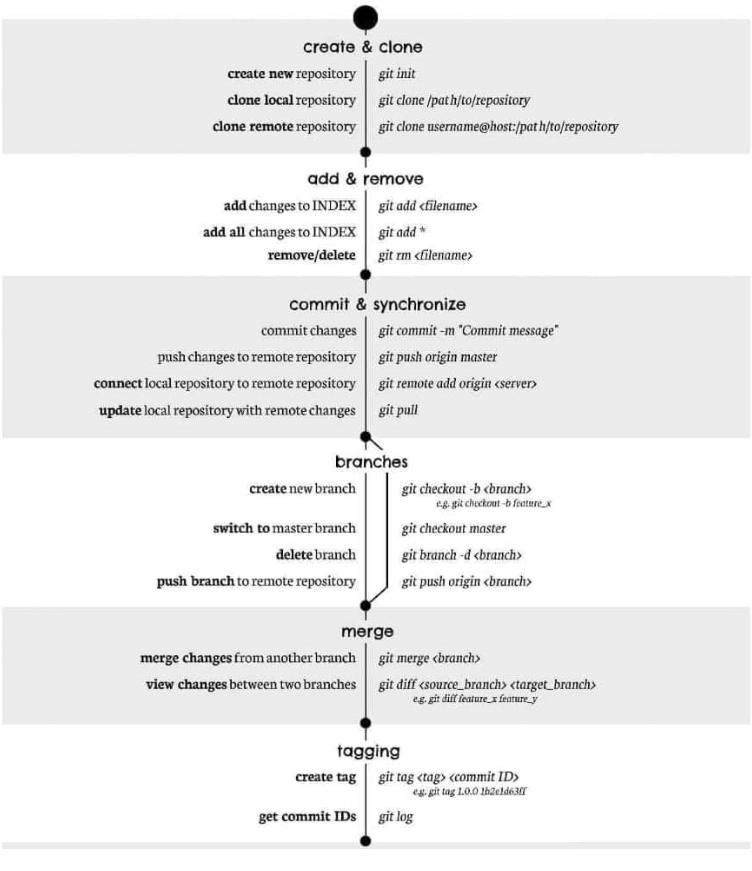 create & clone
create new repository git init
clone local repository git clone /path/to/repository
clone remote repository git clone username@host:/path/to/repository
add & remove
add changes to INDEX git add <filename>
add all changes to INDEX git add *
remove/delete git rm <filename>
commit & synchronize
commit changes git commit -m "Commit message"
push changes to remote repository git push origin master
connect local repository to remote repository git remote add origin <server>
update local repository with remote changes git pull
branches
create new branch git checkout -b <branch>
e.g. git checkout -b feature_x
switch to master branch git checkout master
delete branch git branch -d <branch>
push branch to remote repository git push origin <branch>
merge
merge changes from another branch git merge <branch>
view changes between two branches git diff <source_branch> <target_branch>
e.g. git diff feature_x feature_y
tagging
create tag git tag <tag> <commit ID>
e.g. git tag 1.0.0 1b2e1d63ff
get commit IDs git log